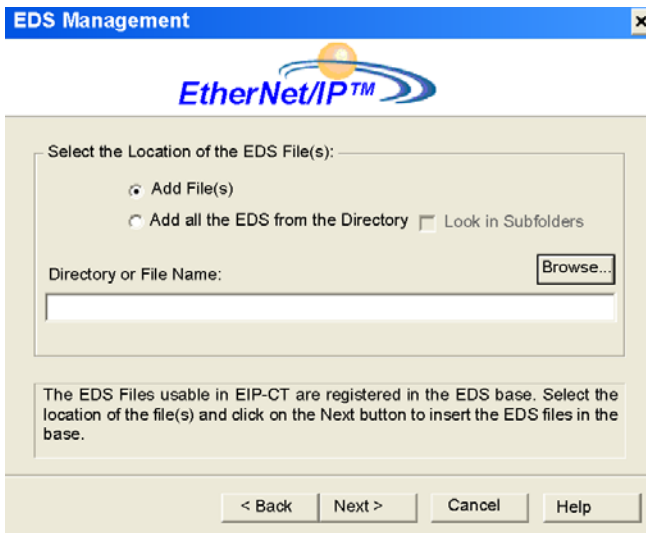 EDS Management
EtherNet/IP™
Select the Location of the EDS File(s):
Add File(s)
Add all the EDS from the Directory Look in Subfolders
Directory or File Name:
Browse...
The EDS Files usable in EIP-CT are registered in the EDS base. Select the
location of the file(s) and click on the Next button to insert the EDS files in the
base.
< Back Next > Cancel Help